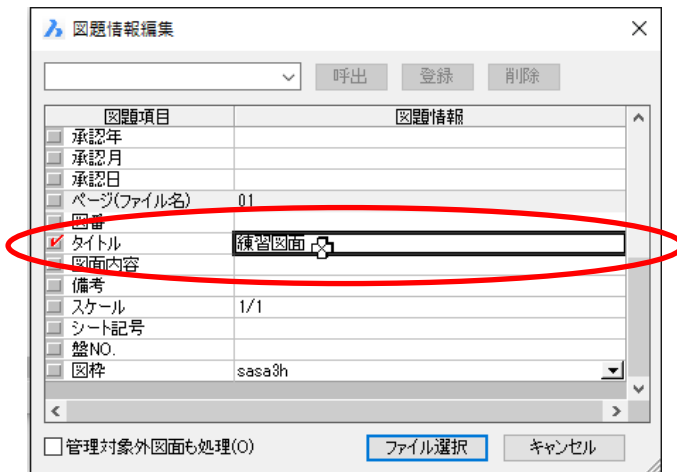 図題情報編集
呼出 登録 削除
図題項目 図題情報
承認年
承認月
承認日
ページ(ファイル名) 01
図番
タイトル 練習図面
図面内容
備考
スケール 1/1
シート記号
盤NO.
図枠 sasa3h
管理対象外図面も処理(O) ファイル選択 キャンセル